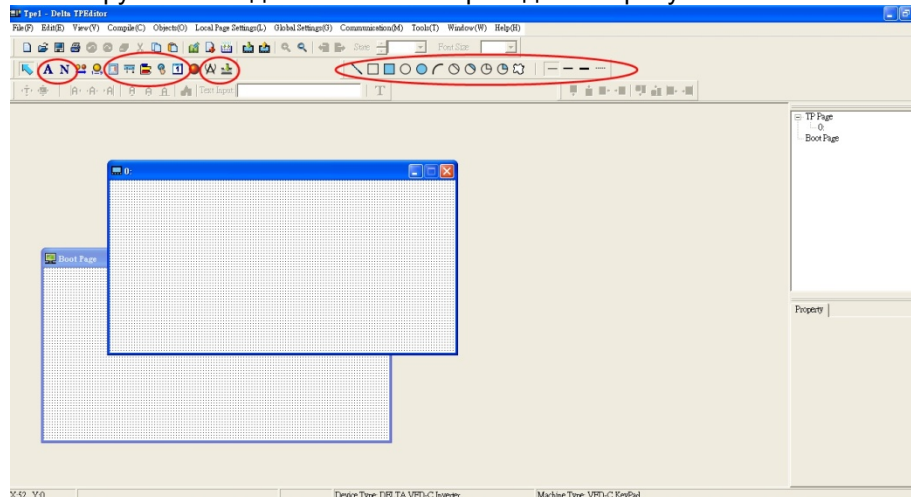 Tpe1 - Delta TPEditor
File(F) Edit(E) View(V) Compile(C) Objects(O) Local Page Settings(L) Global Settings(G) Communication(M) Tools(T) Window(W) Help(H)
Size Font Size
A N
A A A Text Input T
TP Page
0:
Boot Page
0:
Boot Page
Property
X:52 Y:0 Device Type: DELTA VFD-C Inverter Machine Type: VFD-C KeyPad